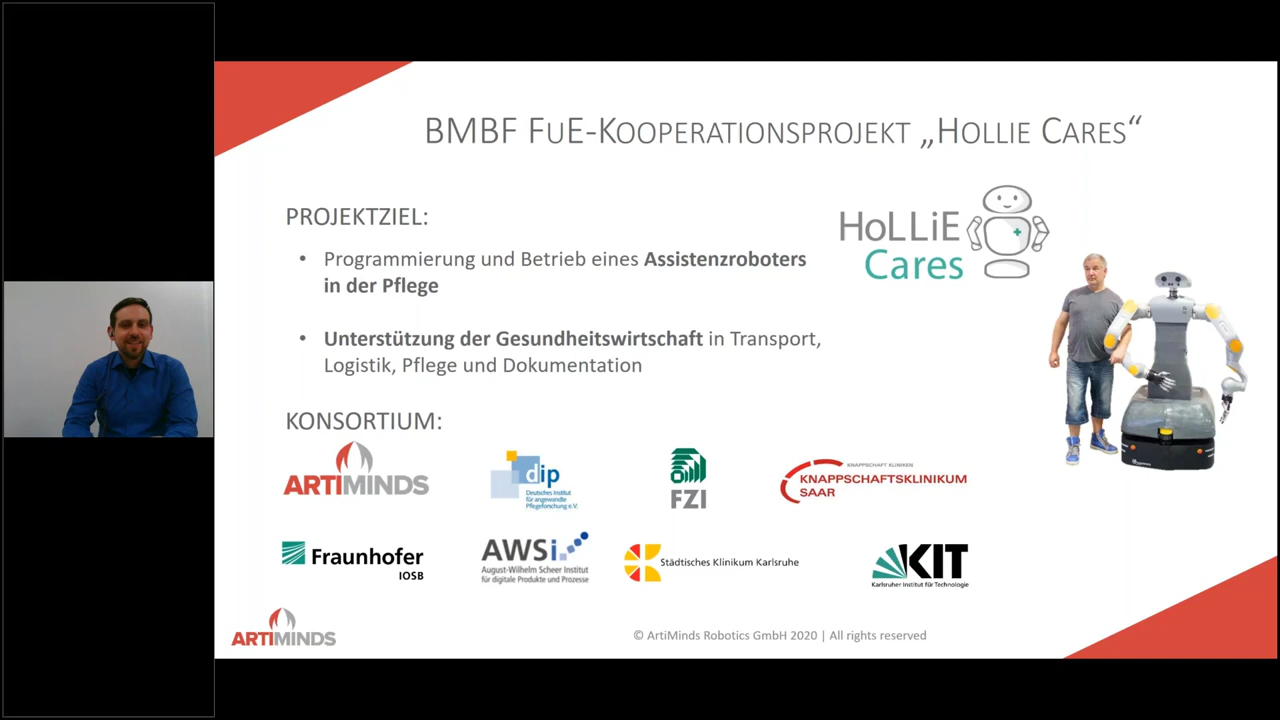 BMBF FUE-KOOPERATIONSPROJEKT „HOLLIE CARES“
PROJEKTZIEL:
• Programmierung und Betrieb eines Assistenzroboters
in der Pflege
• Unterstützung der Gesundheitswirtschaft in Transport,
Logistik, Pflege und Dokumentation
HoLLiE
Cares
KONSORTIUM:
ARTIMINDS
dip
Deutsches Institut
für angewandte
Pflegeforschung e.V.
FZI
KNAPPSCHAFT KLINIKEN
KNAPPSCHAFTSKLINIKUM
SAAR
Fraunhofer
IOSB
AWSi
August-Wilhelm Scheer Institut
für digitale Produkte und Prozesse
Städtisches Klinikum Karlsruhe
KIT
Karlsruher Institut für Technologie
ARTIMINDS
© ArtiMinds Robotics GmbH 2020 | All rights reserved